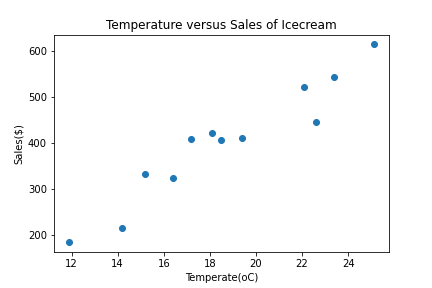 Temperature versus Sales of Icecream
600
500
400
300
200
Sales($)
12 14 16 18 20 22 24
Temperate(oC)